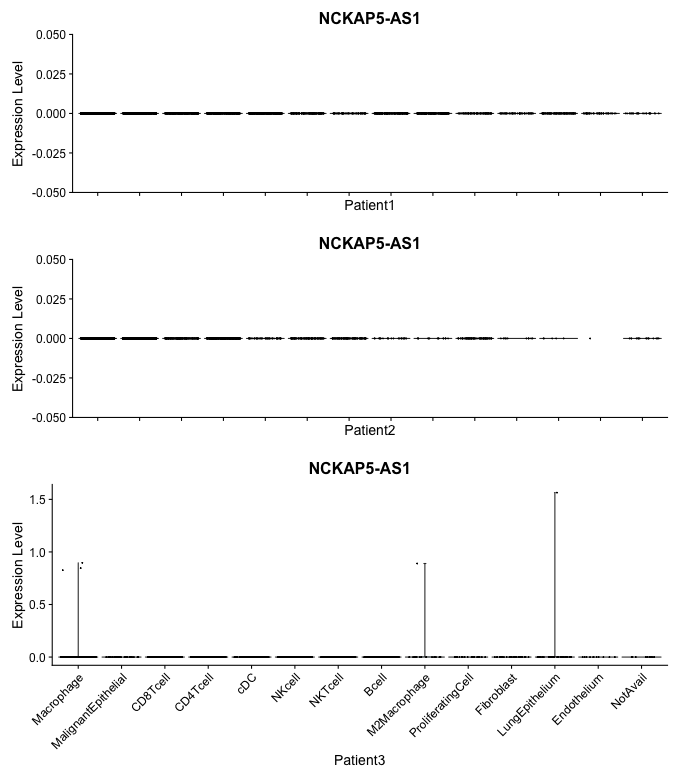 NCKAP5-AS1
Expression Level
0.050
0.025
0.000
-0.025
-0.050
Patient1
NCKAP5-AS1
Expression Level
0.050
0.025
0.000
-0.025
-0.050
Patient2
NCKAP5-AS1
Expression Level
1.5
1.0
0.5
0.0
Macrophage
MalignantEpithelial
CD8Tcell
CD4Tcell
cDC
NKcell
NKTcell
Bcell
M2Macrophage
ProliferatingCell
Fibroblast
LungEpithelium
Endothelium
NotAvail
Patient3